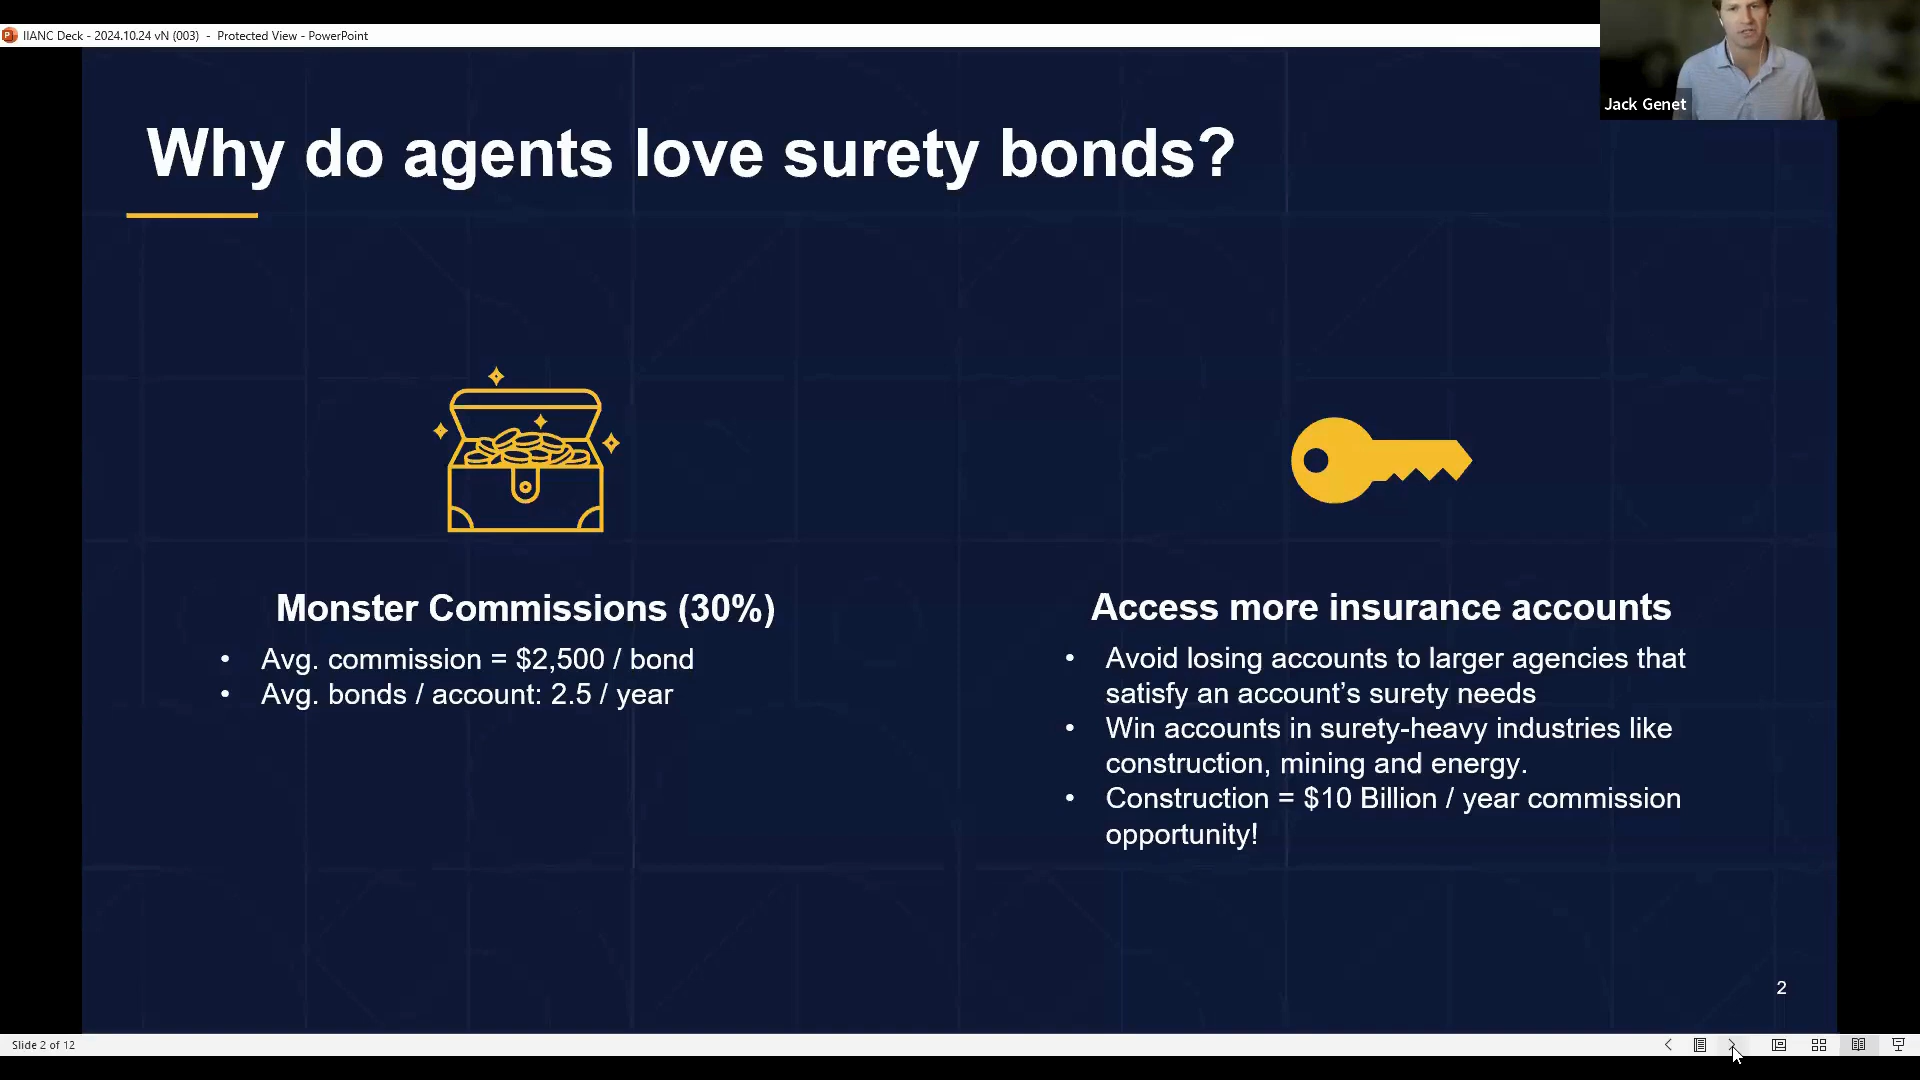 IIANC Deck - 2024.10.24 vN (003) - Protected View - PowerPoint
Jack Genet
Why do agents love surety bonds?
Monster Commissions (30%)
• Avg. commission = $2,500 / bond
• Avg. bonds / account: 2.5 / year
Access more insurance accounts
• Avoid losing accounts to larger agencies that
satisfy an account’s surety needs
• Win accounts in surety-heavy industries like
construction, mining and energy.
• Construction = $10 Billion / year commission
opportunity!
2
Slide 2 of 12